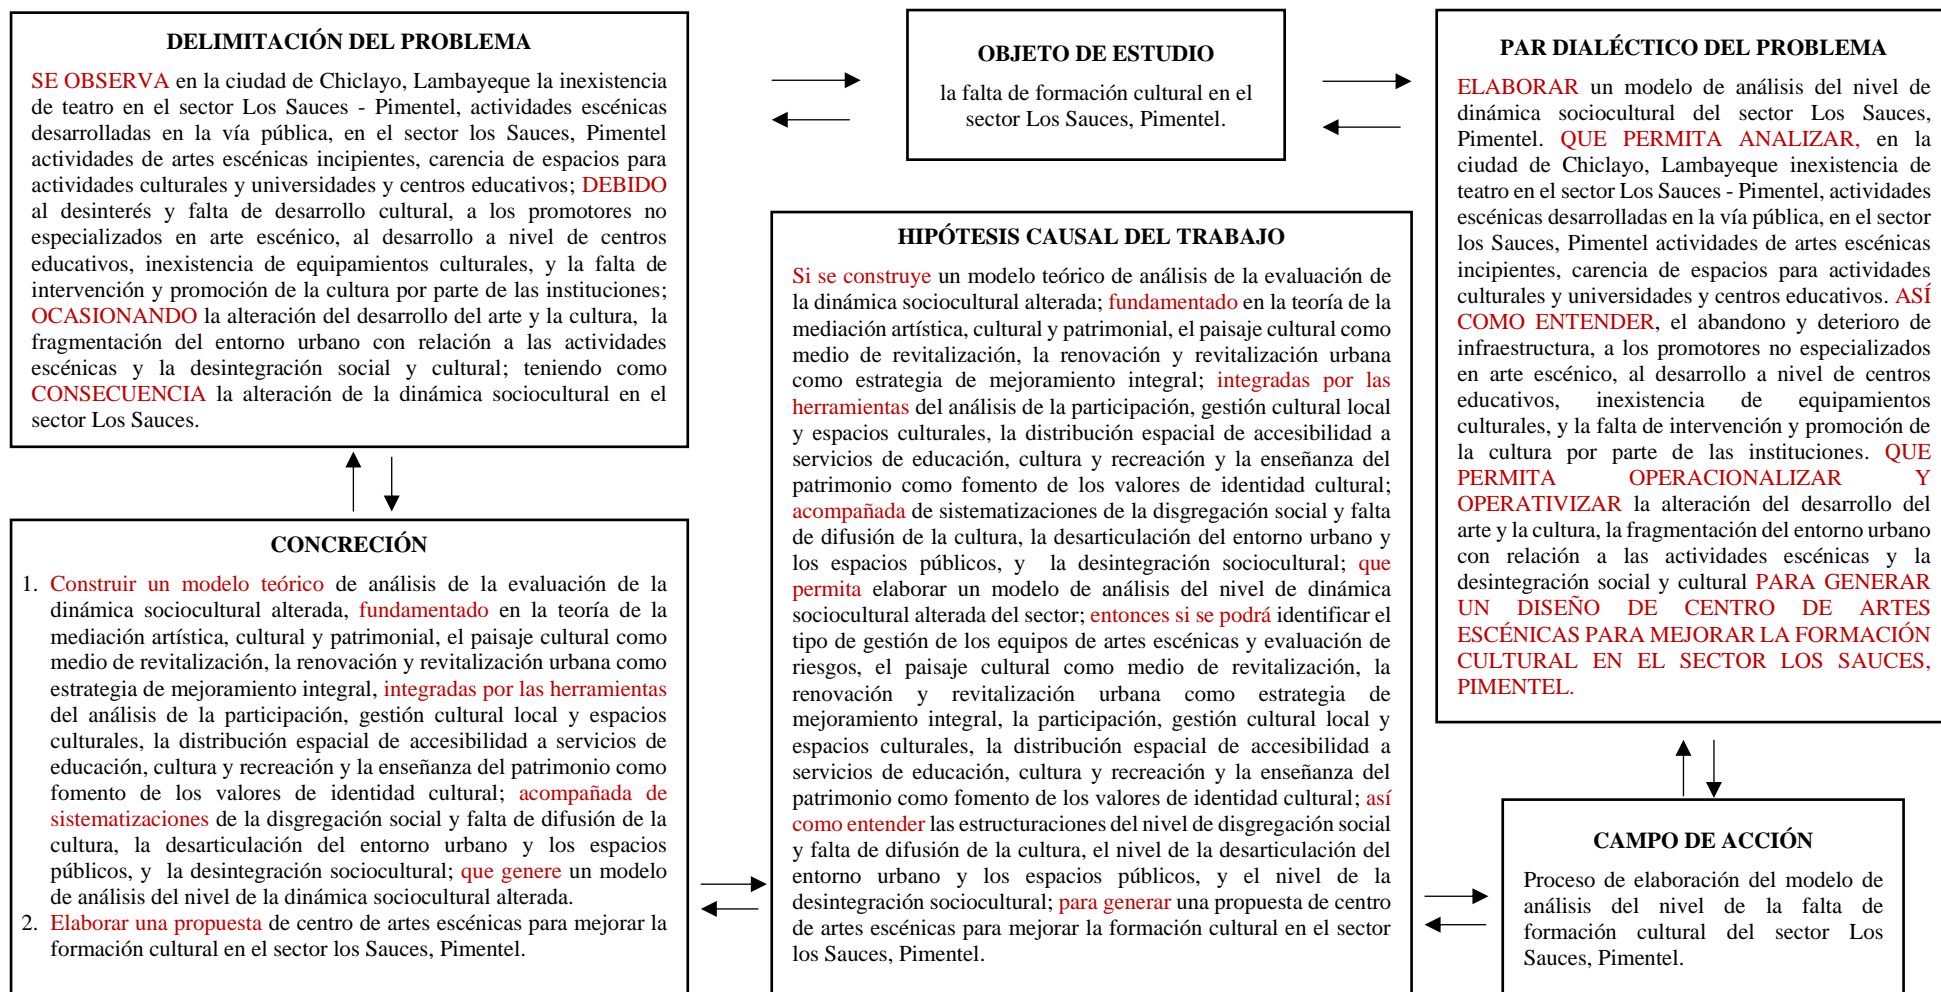 DELIMITACIÓN DEL PROBLEMA
SE OBSERVA en la ciudad de Chiclayo, Lambayeque la inexistencia
de teatro en el sector Los Sauces - Pimentel, actividades escénicas
desarrolladas en la vía pública, en el sector los Sauces, Pimentel
actividades de artes escénicas incipientes, carencia de espacios para
actividades culturales y universidades y centros educativos; DEBIDO
al desinterés y falta de desarrollo cultural, a los promotores no
especializados en arte escénico, al desarrollo a nivel de centros
educativos, inexistencia de equipamientos culturales, y la falta de
intervención y promoción de la cultura por parte de las instituciones;
OCASIONANDO la alteración del desarrollo del arte y la cultura, la
fragmentación del entorno urbano con relación a las actividades
escénicas y la desintegración social y cultural; teniendo como
CONSECUENCIA la alteración de la dinámica sociocultural en el
sector Los Sauces.
OBJETO DE ESTUDIO
la falta de formación cultural en el
sector Los Sauces, Pimentel.
PAR DIALÉCTICO DEL PROBLEMA
ELABORAR un modelo de análisis del nivel de
dinámica sociocultural del sector Los Sauces,
Pimentel. QUE PERMITA ANALIZAR, en la
ciudad de Chiclayo, Lambayeque inexistencia de
teatro en el sector Los Sauces - Pimentel, actividades
escénicas desarrolladas en la vía pública, en el sector
los Sauces, Pimentel actividades de artes escénicas
incipientes, carencia de espacios para actividades
culturales y universidades y centros educativos. ASÍ
COMO ENTENDER, el abandono y deterioro de
infraestructura, a los promotores no especializados
en arte escénico, al desarrollo a nivel de centros
educativos, inexistencia de equipamientos
culturales, y la falta de intervención y promoción de
la cultura por parte de las instituciones. QUE
PERMITA OPERACIONALIZAR Y
OPERATIVIZAR la alteración del desarrollo del
arte y la cultura, la fragmentación del entorno urbano
con relación a las actividades escénicas y la
desintegración social y cultural PARA GENERAR
UN DISEÑO DE CENTRO DE ARTES
ESCÉNICAS PARA MEJORAR LA FORMACIÓN
CULTURAL EN EL SECTOR LOS SAUCES,
PIMENTEL.
HIPÓTESIS CAUSAL DEL TRABAJO
Si se construye un modelo teórico de análisis de la evaluación de
la dinámica sociocultural alterada; fundamentado en la teoría de la
mediación artística, cultural y patrimonial, el paisaje cultural como
medio de revitalización, la renovación y revitalización urbana
como estrategia de mejoramiento integral; integradas por las
herramientas del análisis de la participación, gestión cultural local
y espacios culturales, la distribución espacial de accesibilidad a
servicios de educación, cultura y recreación y la enseñanza del
patrimonio como fomento de los valores de identidad cultural;
acompañada de sistematizaciones de la disgregación social y falta
de difusión de la cultura, la desarticulación del entorno urbano y
los espacios públicos, y la desintegración sociocultural; que
permita elaborar un modelo de análisis del nivel de dinámica
sociocultural alterada del sector; entonces si se podrá identificar el
tipo de gestión de los equipos de artes escénicas y evaluación de
riesgos, el paisaje cultural como medio de revitalización, la
renovación y revitalización urbana como estrategia de
mejoramiento integral, la participación, gestión cultural local y
espacios culturales, la distribución espacial de accesibilidad a
servicios de educación, cultura y recreación y la enseñanza del
patrimonio como fomento de los valores de identidad cultural; así
como entender las estructuraciones del nivel de disgregación social
y falta de difusión de la cultura, el nivel de la desarticulación del
entorno urbano y los espacios públicos, y el nivel de la
desintegración sociocultural; para generar una propuesta de centro
de artes escénicas para mejorar la formación cultural en el sector
los Sauces, Pimentel.
CONCRECIÓN
1. Construir un modelo teórico de análisis de la evaluación de la
dinámica sociocultural alterada, fundamentado en la teoría de la
mediación artística, cultural y patrimonial, el paisaje cultural como
medio de revitalización, la renovación y revitalización urbana como
estrategia de mejoramiento integral, integradas por las herramientas
del análisis de la participación, gestión cultural local y espacios
culturales, la distribución espacial de accesibilidad a servicios de
educación, cultura y recreación y la enseñanza del patrimonio como
fomento de los valores de identidad cultural; acompañada de
sistematizaciones de la disgregación social y falta de difusión de la
cultura, la desarticulación del entorno urbano y los espacios
públicos, y la desintegración sociocultural; que genere un modelo
de análisis del nivel de la dinámica sociocultural alterada.
2. Elaborar una propuesta de centro de artes escénicas para mejorar la
formación cultural en el sector los Sauces, Pimentel.
CAMPO DE ACCIÓN
Proceso de elaboración del modelo de
análisis del nivel de la falta de
formación cultural del sector Los
Sauces, Pimentel.